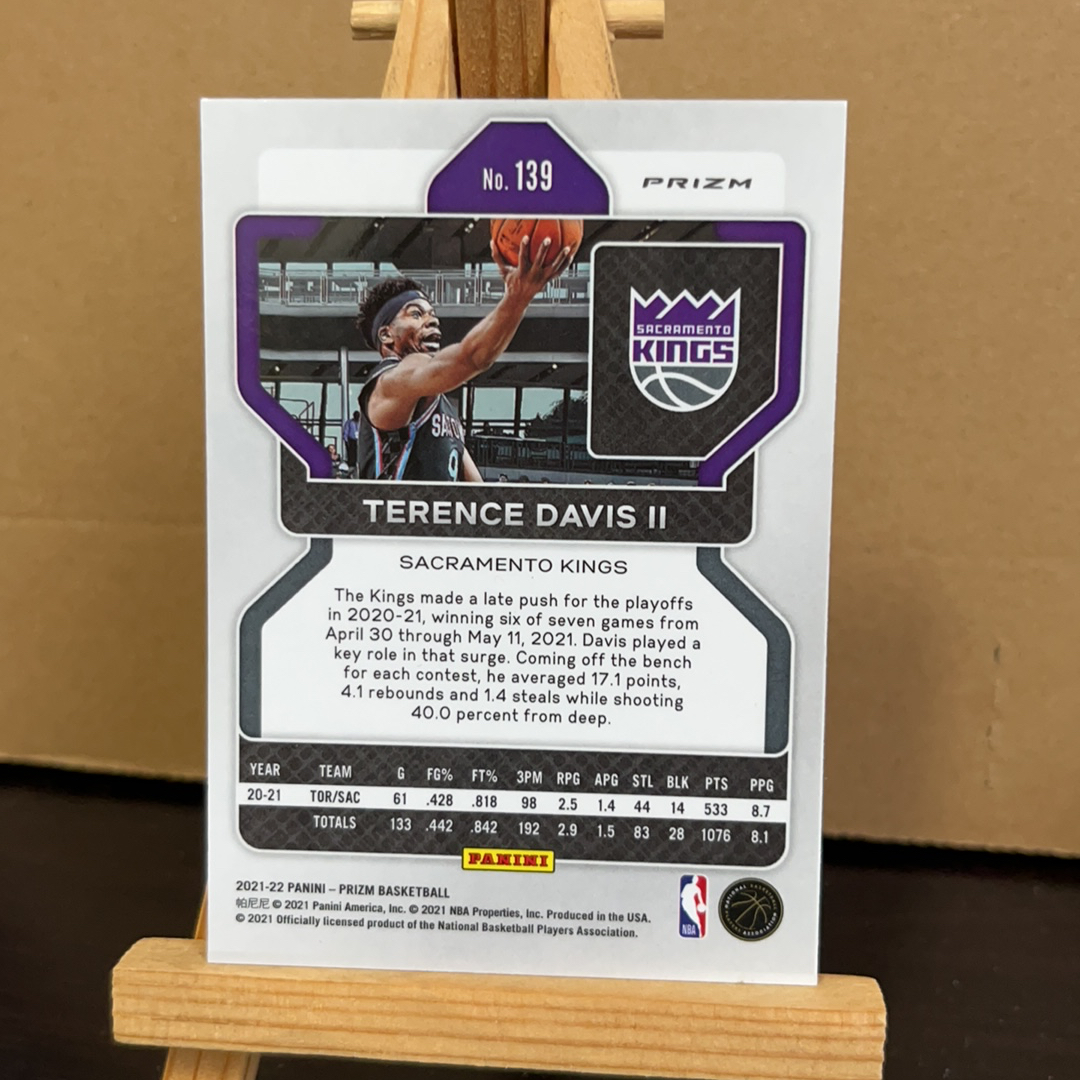 No. 139
PRIZM
SACRAMENTO
KINGS
TERENCE DAVIS II
SACRAMENTO KINGS
The Kings made a late push for the playoffs
in 2020-21, winning six of seven games from
April 30 through May 11, 2021. Davis played a
key role in that surge. Coming off the bench
for each contest, he averaged 17.1 points,
4.1 rebounds and 1.4 steals while shooting
40.0 percent from deep.
YEAR TEAM G FG% FT% 3PM RPG APG STL BLK PTS PPG
20-21 TOR/SAC 61 .428 .818 98 2.5 1.4 44 14 533 8.7
TOTALS 133 .442 .842 192 2.9 1.5 83 28 1076 8.1
PANINI
2021-22 PANINI – PRIZM BASKETBALL
帕尼尼 © 2021 Panini America, Inc. © 2021 NBA Properties, Inc. Produced in the USA.
© 2021 Officially licensed product of the National Basketball Players Association.
NBA
NATIONAL BASKETBALL
PLAYERS ASSOCIATION